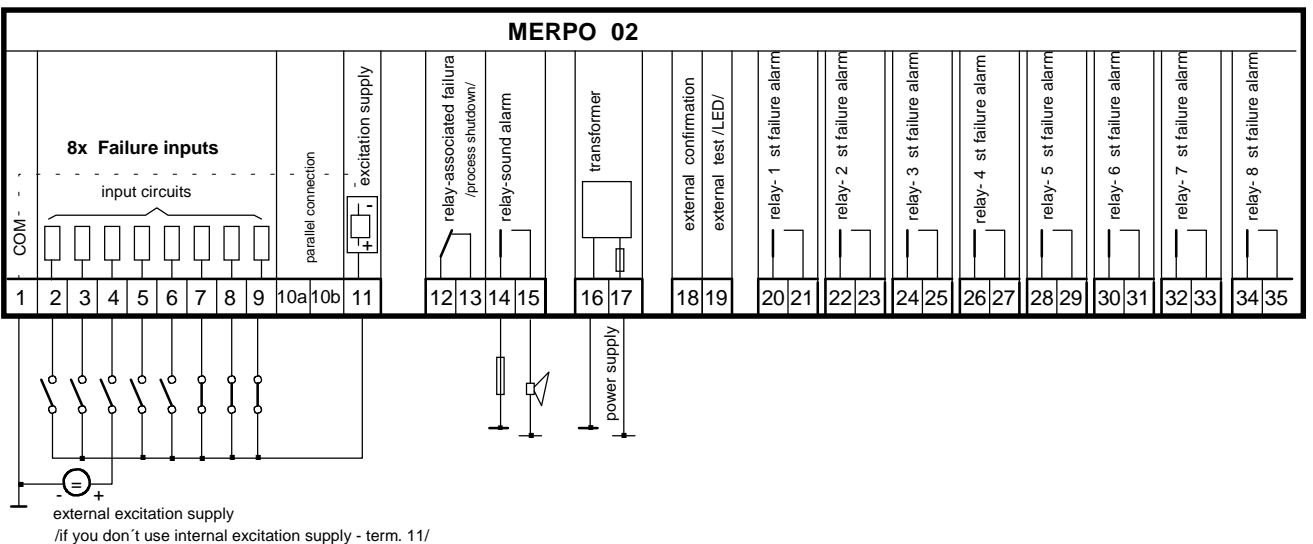 MERPO 02
8x Failure inputs
input circuits
COM
parallel connection
- +
excitation supply
relay-associated failura
/process shutdown/
relay-sound alarm
transformer
external confirmation
external test /LED/
relay- 1 st failure alarm
relay- 2 st failure alarm
relay- 3 st failure alarm
relay- 4 st failure alarm
relay- 5 st failure alarm
relay- 6 st failure alarm
relay- 7 st failure alarm
relay- 8 st failure alarm
1 2 3 4 5 6 7 8 9 10a 10b 11 12 13 14 15 16 17 18 19 20 21 22 23 24 25 26 27 28 29 30 31 32 33 34 35
power supply
- = +
external excitation supply
/if you don´t use internal excitation supply - term. 11/